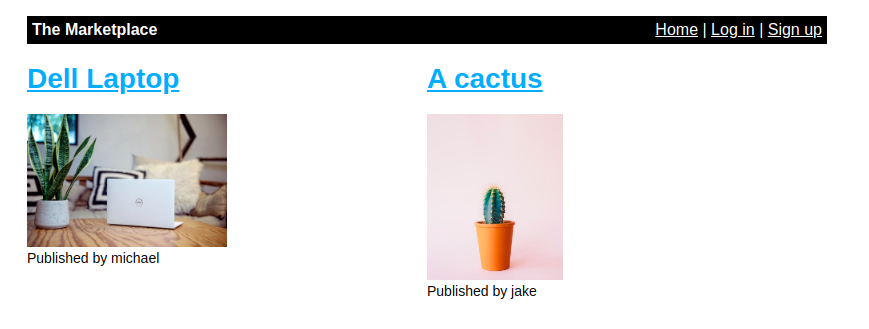 The Marketplace
Home | Log in | Sign up
Dell Laptop
A cactus
Published by michael
Published by jake